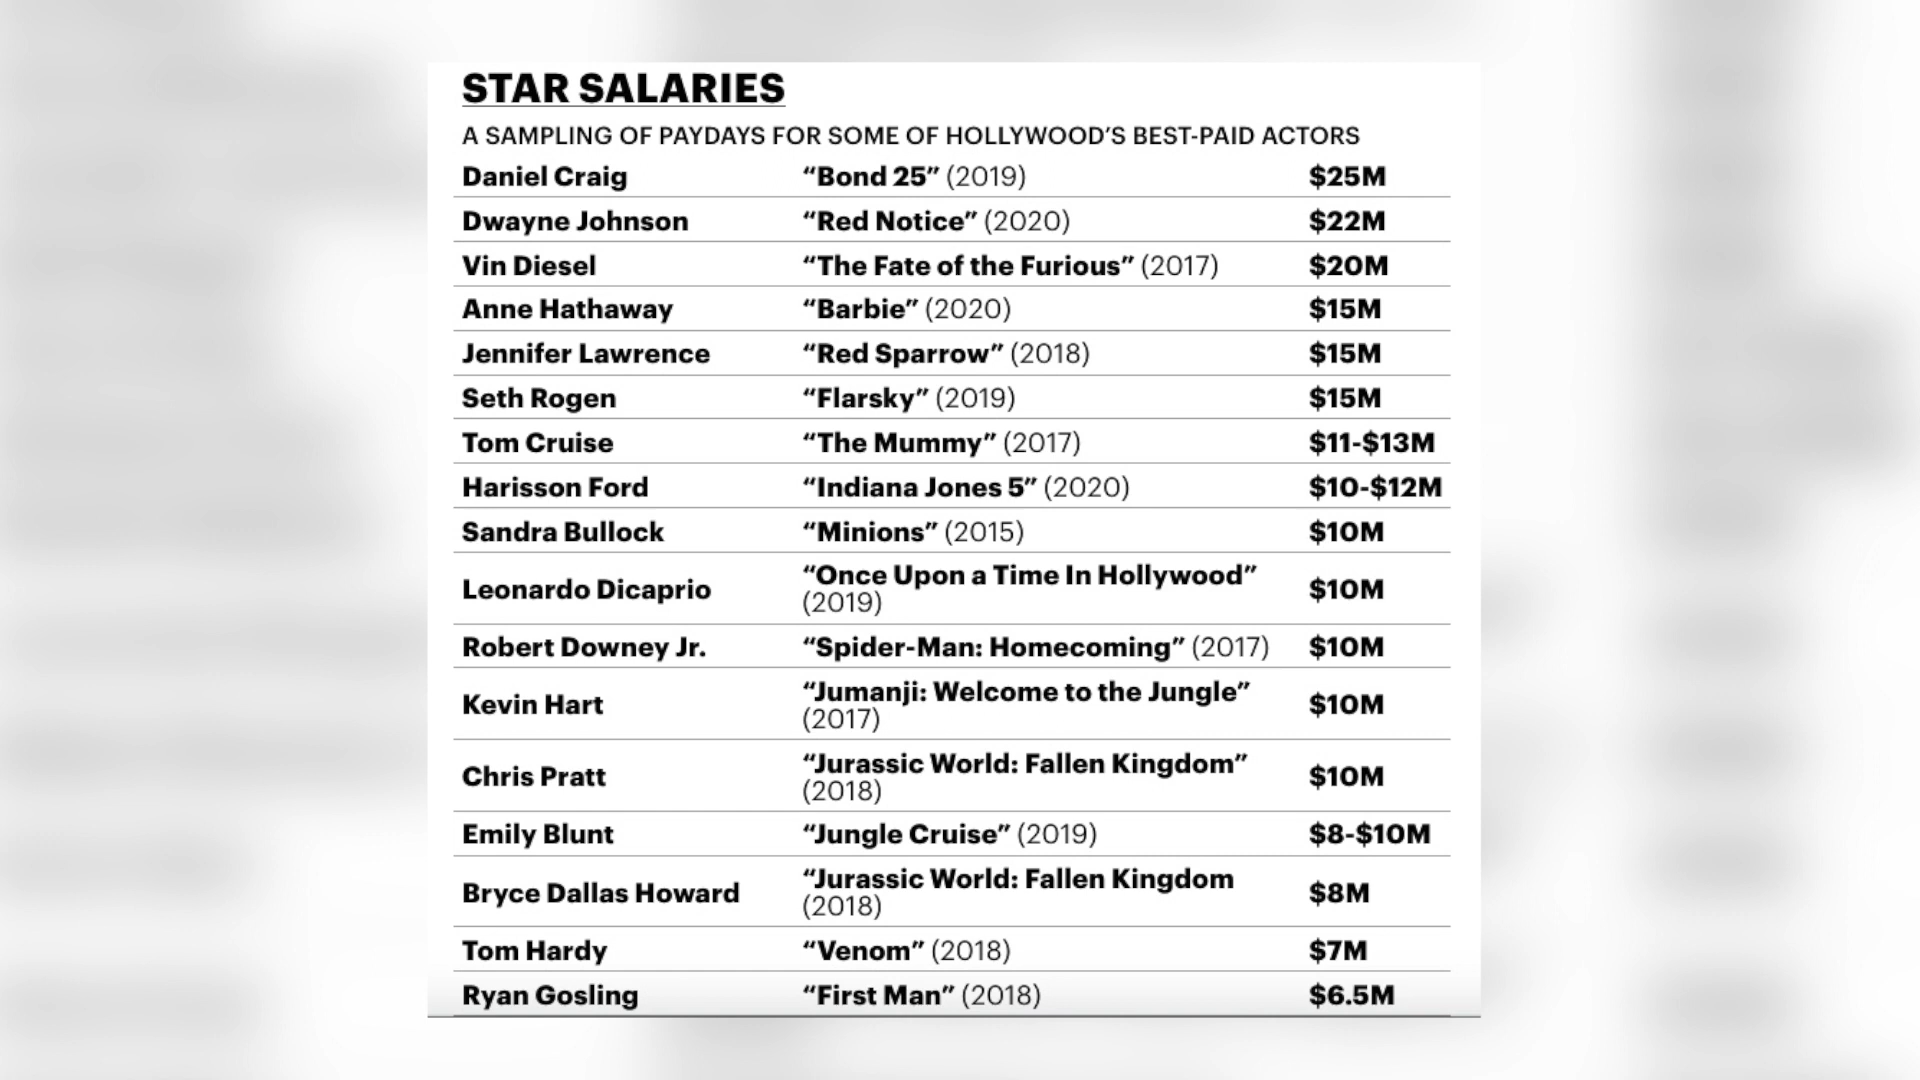 STAR SALARIES
A SAMPLING OF PAYDAYS FOR SOME OF HOLLYWOOD’S BEST-PAID ACTORS
Daniel Craig “Bond 25” (2019) $25M
Dwayne Johnson “Red Notice” (2020) $22M
Vin Diesel “The Fate of the Furious” (2017) $20M
Anne Hathaway “Barbie” (2020) $15M
Jennifer Lawrence “Red Sparrow” (2018) $15M
Seth Rogen “Flarsky” (2019) $15M
Tom Cruise “The Mummy” (2017) $11-$13M
Harisson Ford “Indiana Jones 5” (2020) $10-$12M
Sandra Bullock “Minions” (2015) $10M
Leonardo Dicaprio “Once Upon a Time In Hollywood” $10M
(2019)
Robert Downey Jr. “Spider-Man: Homecoming” (2017) $10M
Kevin Hart “Jumanji: Welcome to the Jungle” $10M
(2017)
Chris Pratt “Jurassic World: Fallen Kingdom” $10M
(2018)
Emily Blunt “Jungle Cruise” (2019) $8-$10M
Bryce Dallas Howard “Jurassic World: Fallen Kingdom $8M
(2018)
Tom Hardy “Venom” (2018) $7M
Ryan Gosling “First Man” (2018) $6.5M